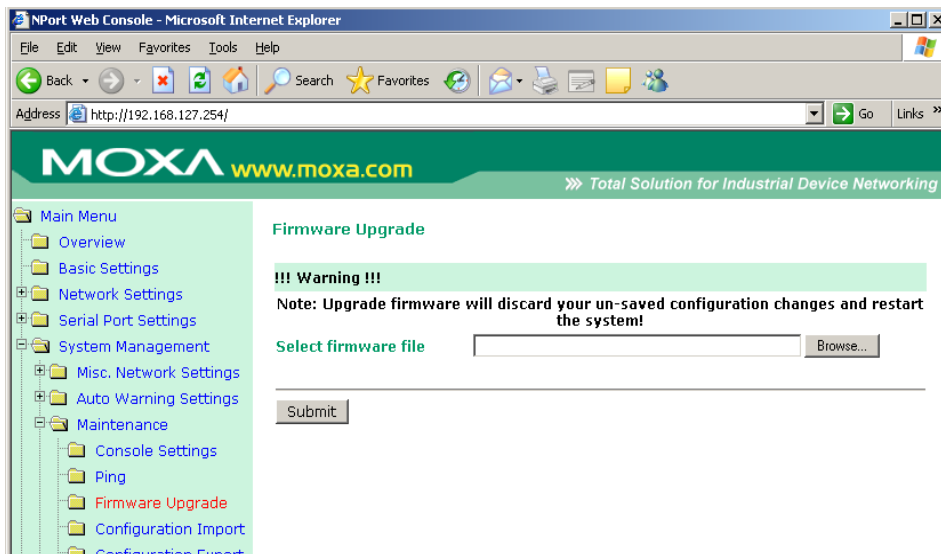 NPort Web Console - Microsoft Internet Explorer
File Edit View Favorites Tools Help
Back Search Favorites
Address http://192.168.127.254/ Go Links »
MOXA www.moxa.com
Total Solution for Industrial Device Networking
Main Menu
Overview
Basic Settings
Network Settings
Serial Port Settings
System Management
Misc. Network Settings
Auto Warning Settings
Maintenance
Console Settings
Ping
Firmware Upgrade
Configuration Import
Configuration Export
Firmware Upgrade
!!! Warning !!!
Note: Upgrade firmware will discard your un-saved configuration changes and restart
the system!
Select firmware file Browse...
Submit